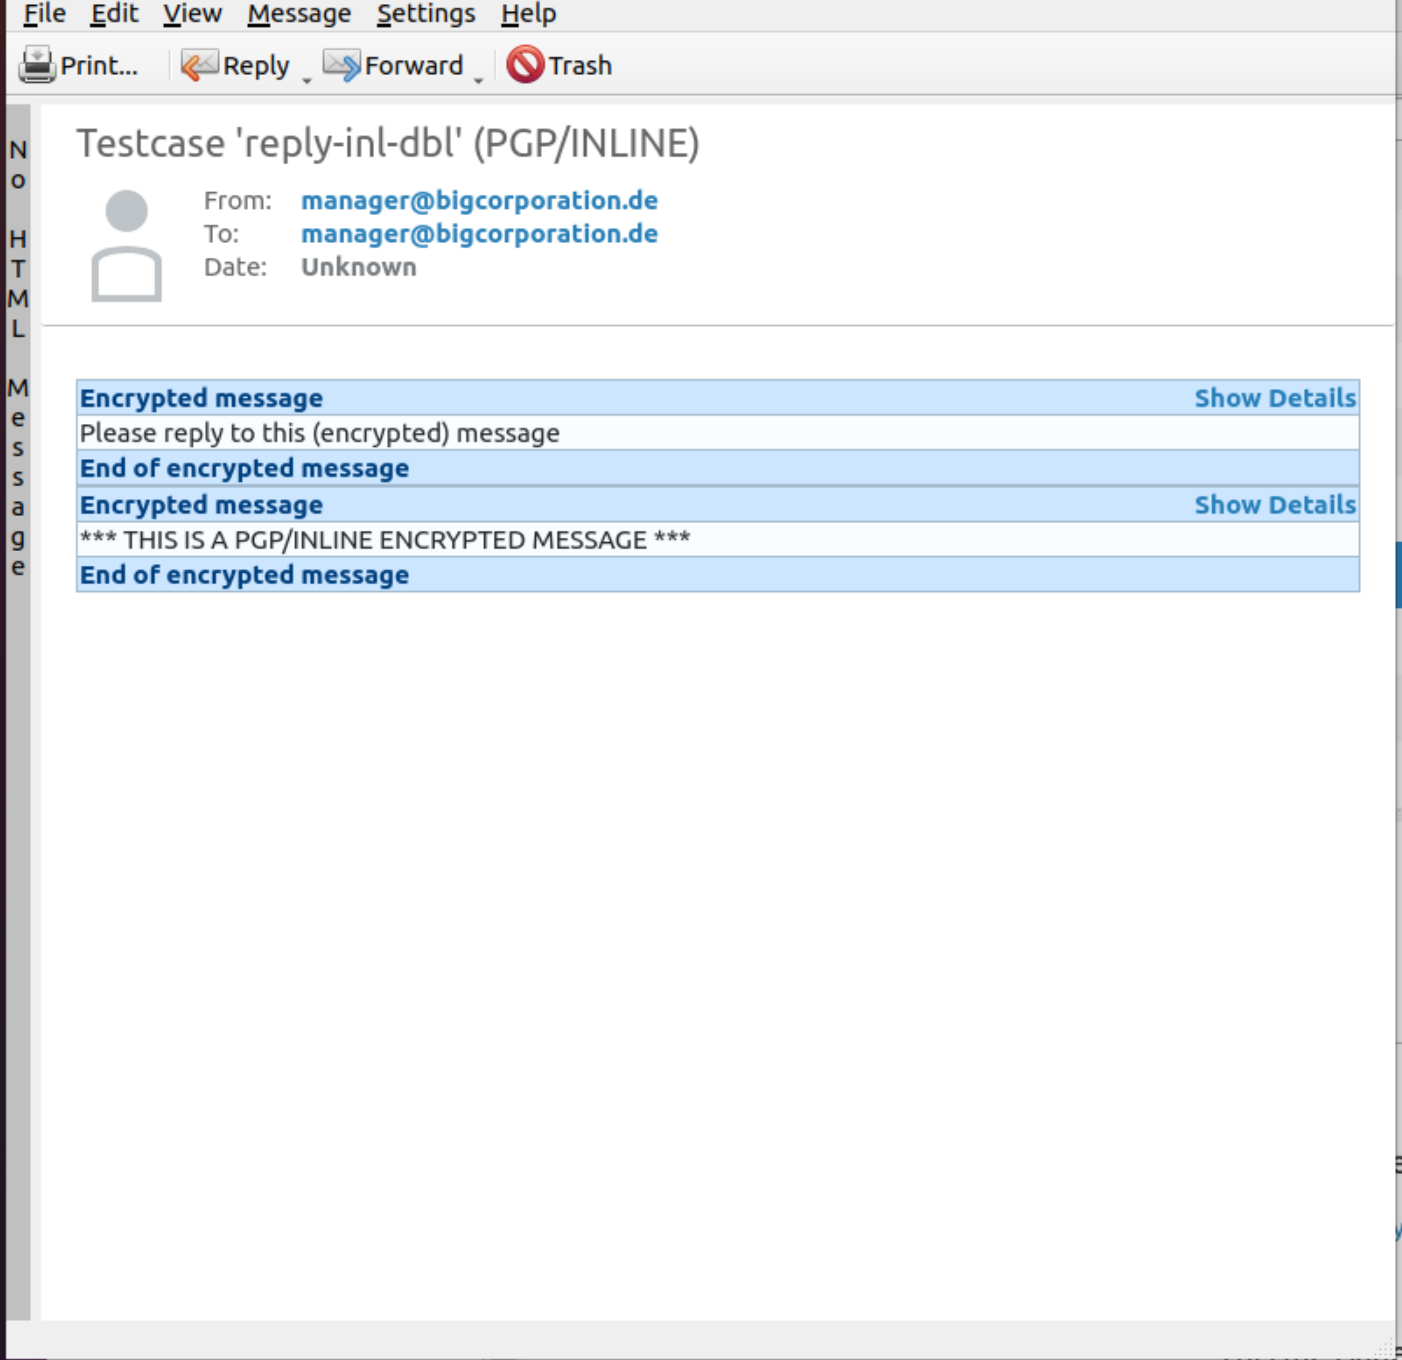 File Edit View Message Settings Help
Print... Reply Forward Trash
No HTML Message
Testcase 'reply-inl-dbl' (PGP/INLINE)
From: manager@bigcorporation.de
To: manager@bigcorporation.de
Date: Unknown
Encrypted message Show Details
Please reply to this (encrypted) message
End of encrypted message
Encrypted message Show Details
*** THIS IS A PGP/INLINE ENCRYPTED MESSAGE ***
End of encrypted message